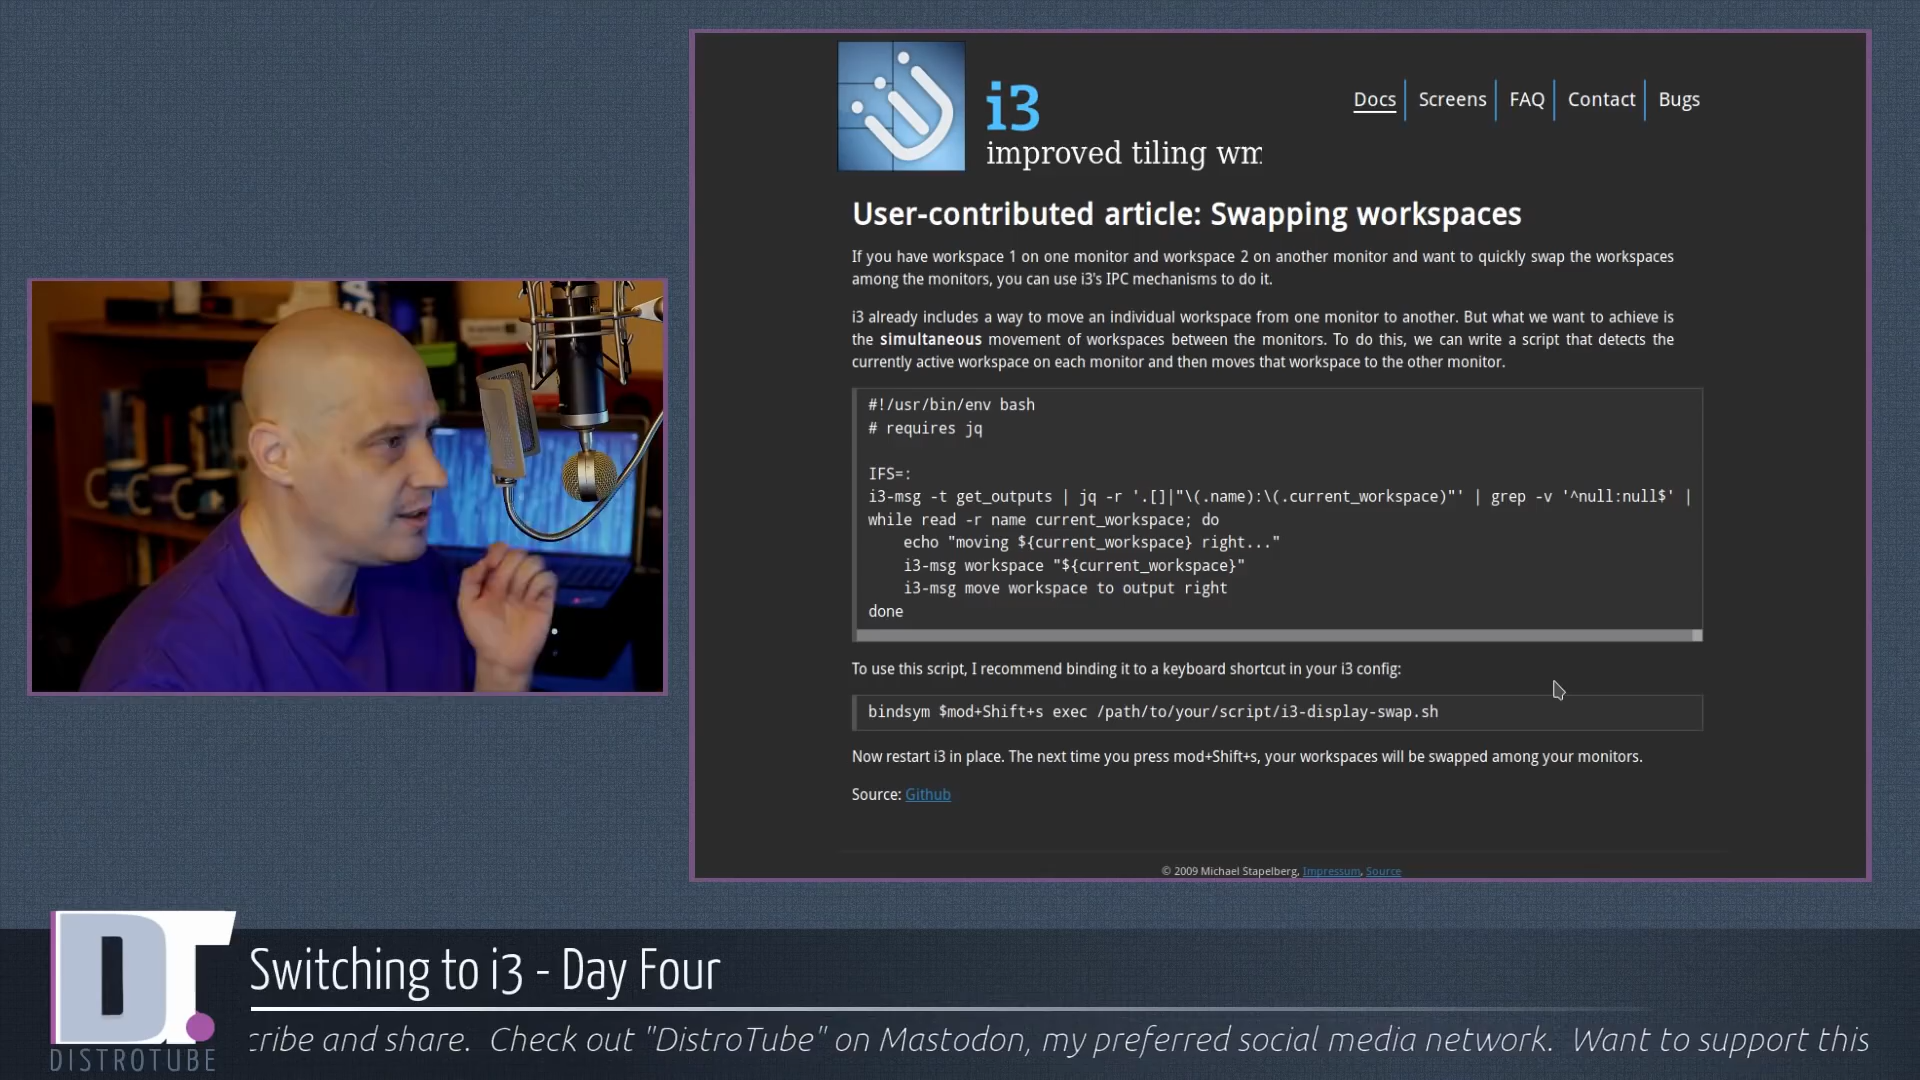 i3
improved tiling wm
Docs
Screens
FAQ
Contact
Bugs
User-contributed article: Swapping workspaces
If you have workspace 1 on one monitor and workspace 2 on another monitor and want to quickly swap the workspaces
among the monitors, you can use i3's IPC mechanisms to do it.
i3 already includes a way to move an individual workspace from one monitor to another. But what we want to achieve is
the simultaneous movement of workspaces between the monitors. To do this, we can write a script that detects the
currently active workspace on each monitor and then moves that workspace to the other monitor.
#!/usr/bin/env bash
# requires jq
IFS=:
i3-msg -t get_outputs | jq -r '.[]|"\(.name):\(.current_workspace)"' | grep -v '^null:null$' |
while read -r name current_workspace; do
    echo "moving ${current_workspace} right..."
    i3-msg workspace "${current_workspace}"
    i3-msg move workspace to output right
done
To use this script, I recommend binding it to a keyboard shortcut in your i3 config:
bindsym $mod+Shift+s exec /path/to/your/script/i3-display-swap.sh
Now restart i3 in place. The next time you press mod+Shift+s, your workspaces will be swapped among your monitors.
Source: Github
© 2009 Michael Stapelberg, Impressum, Source
DT
DISTROTUBE
Switching to i3 - Day Four
cribe and share. Check out "DistroTube" on Mastodon, my preferred social media network. Want to support this